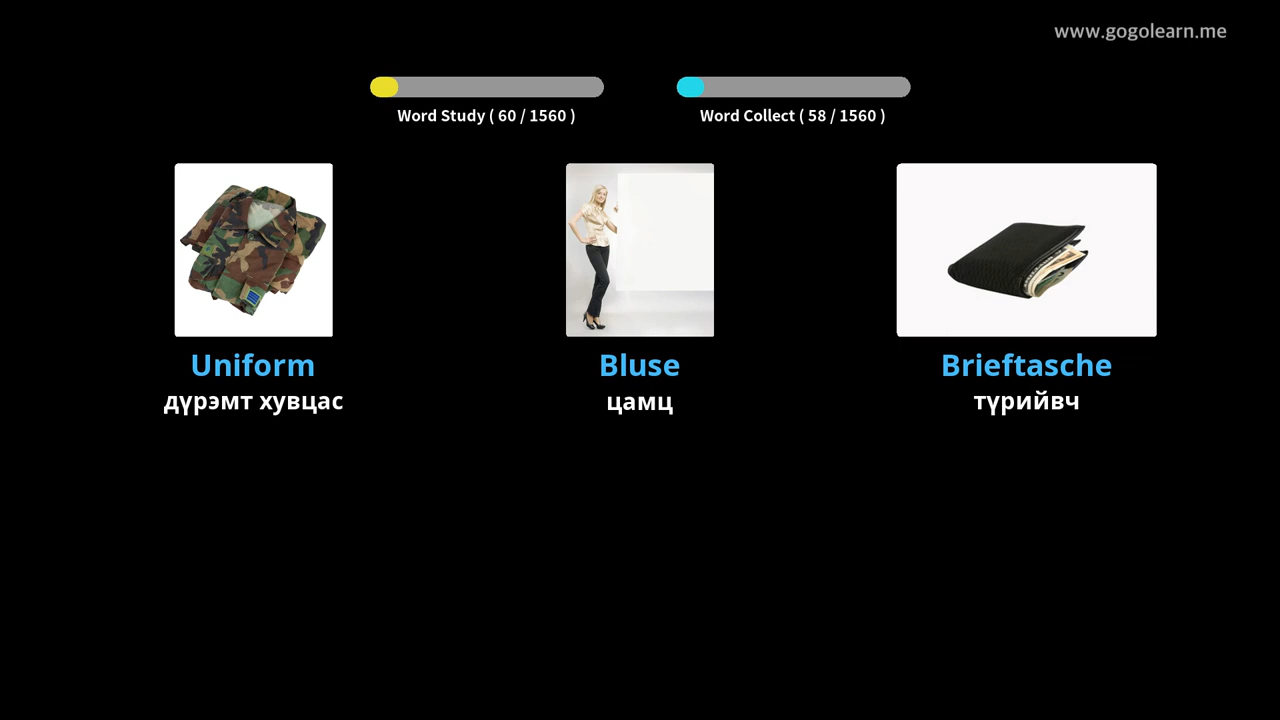 www.gogolearn.me
Word Study ( 60 / 1560 )
Word Collect ( 58 / 1560 )
Uniform
дүрэмт хувцас
Bluse
цамц
Brieftasche
түрийвч